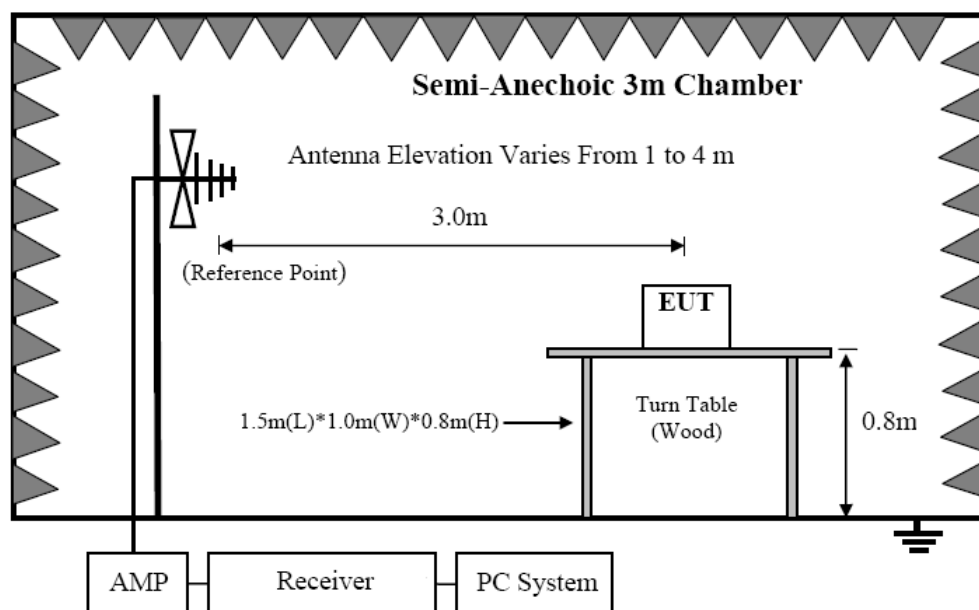 Semi-Anechoic 3m Chamber
Antenna Elevation Varies From 1 to 4 m
3.0m
(Reference Point)
EUT
1.5m(L)*1.0m(W)*0.8m(H)
Turn Table
(Wood)
0.8m
AMP
Receiver
PC System